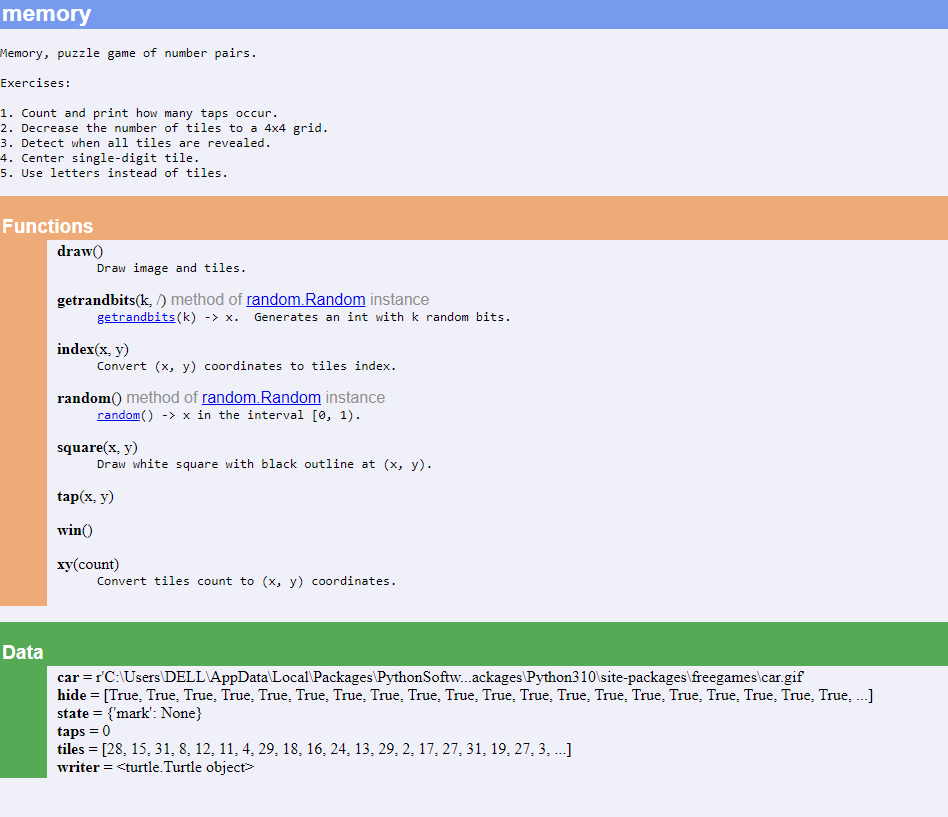 memory
Memory, puzzle game of number pairs.
Exercises:
1. Count and print how many taps occur.
2. Decrease the number of tiles to a 4x4 grid.
3. Detect when all tiles are revealed.
4. Center single-digit tile.
5. Use letters instead of tiles.
Functions
draw()
Draw image and tiles.
getrandbits(k, /) method of random.Random instance
getrandbits(k) -> x.  Generates an int with k random bits.
index(x, y)
Convert (x, y) coordinates to tiles index.
random() method of random.Random instance
random() -> x in the interval [0, 1).
square(x, y)
Draw white square with black outline at (x, y).
tap(x, y)
win()
xy(count)
Convert tiles count to (x, y) coordinates.
Data
car = r'C:\Users\DELL\AppData\Local\Packages\PythonSoftw...ackages\Python310\site-packages\freegames\car.gif'
hide = [True, True, True, True, True, True, True, True, True, True, True, True, True, True, True, True, True, True, True, True, ...]
state = {'mark': None}
taps = 0
tiles = [28, 15, 31, 8, 12, 11, 4, 29, 18, 16, 24, 13, 29, 2, 17, 27, 31, 19, 27, 3, ...]
writer = <turtle.Turtle object>